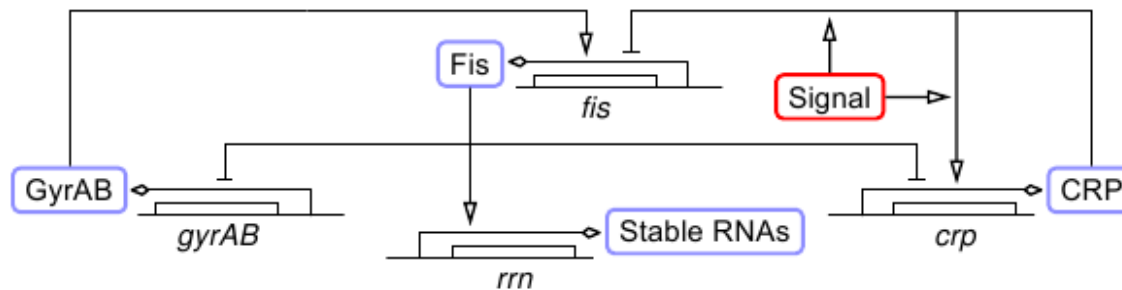 Fis
fis
Signal
GyrAB
gyrAB
rrn
Stable RNAs
crp
CRP